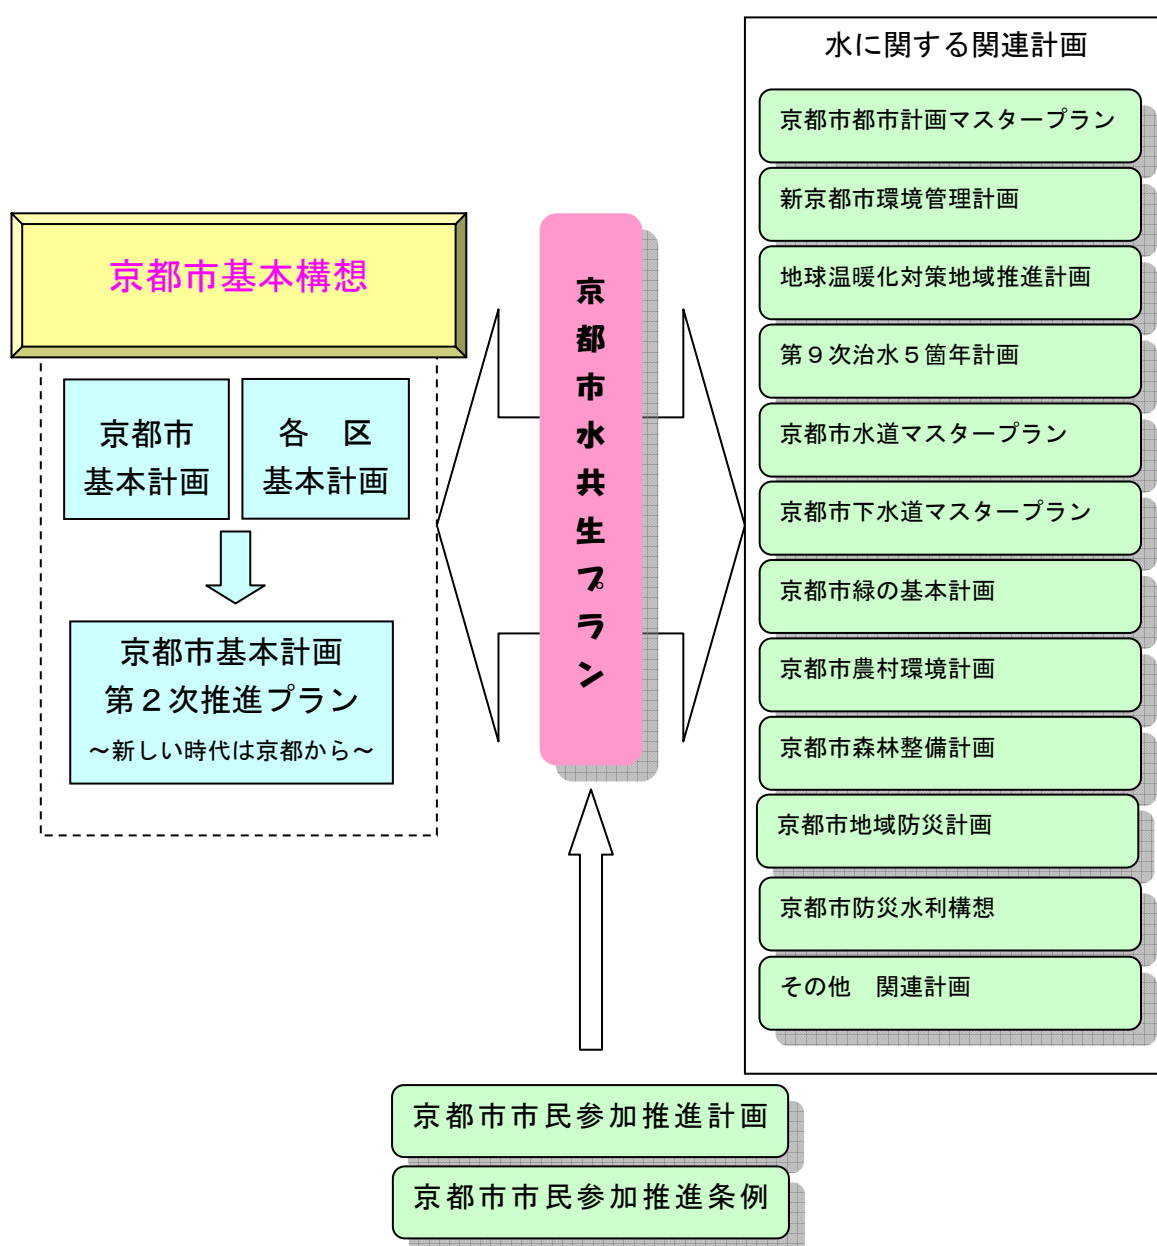 水に関する関連計画
京都市都市計画マスタープラン
新京都市環境管理計画
地球温暖化対策地域推進計画
第９次治水５箇年計画
京都市水道マスタープラン
京都市下水道マスタープラン
京都市緑の基本計画
京都市農村環境計画
京都市森林整備計画
京都市地域防災計画
京都市防災水利構想
その他　関連計画
京都市基本構想
京都市
基本計画
各　区
基本計画
京都市基本計画
第２次推進プラン
～新しい時代は京都から～
京都市水共生プラン
京都市市民参加推進計画
京都市市民参加推進条例